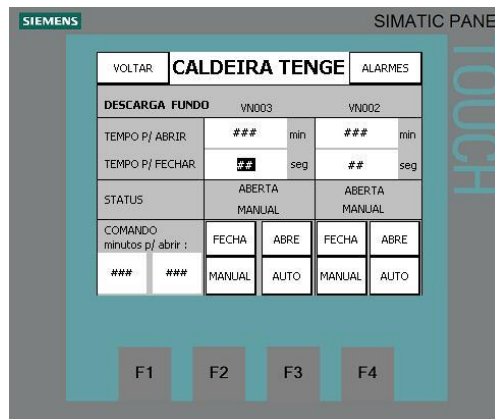 SIEMENS SIMATIC PANE
TOUCH
VOLTAR CALDEIRA TENGE ALARMES
DESCARGA FUNDO VN003 VN002
TEMPO P/ ABRIR ### min ### min
TEMPO P/ FECHAR ## seg ## seg
STATUS ABERTA ABERTA
MANUAL MANUAL
COMANDO
minutos p/ abrir : FECHA ABRE FECHA ABRE
### ### MANUAL AUTO MANUAL AUTO
F1 F2 F3 F4